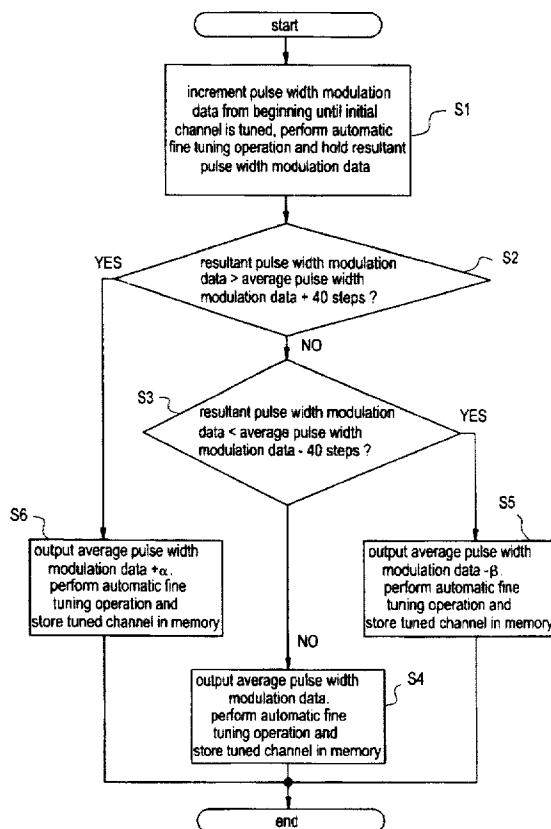 start
increment pulse width modulation
data from beginning until initial
channel is tuned, perform automatic
fine tuning operation and hold resultant
pulse width modulation data
S1
YES
S2
resultant pulse width modulation
data > average pulse width
modulation data + 40 steps ?
NO
S3
resultant pulse width modulation
data < average pulse width
modulation data - 40 steps ?
YES
S6
output average pulse width
modulation data +α.
perform automatic fine
tuning operation and
store tuned channel in memory
S5
output average pulse width
modulation data -β.
perform automatic fine
tuning operation and
store tuned channel in memory
NO
S4
output average pulse width
modulation data.
perform automatic fine
tuning operation and
store tuned channel in memory
end